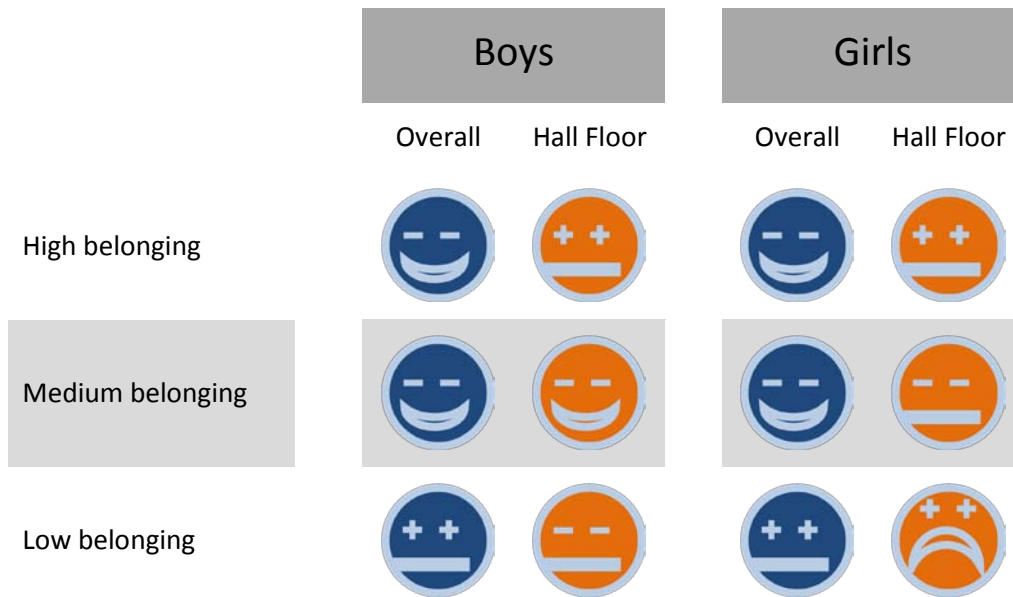 Boys Girls
Overall Hall Floor Overall Hall Floor
High belonging
Medium belonging
Low belonging